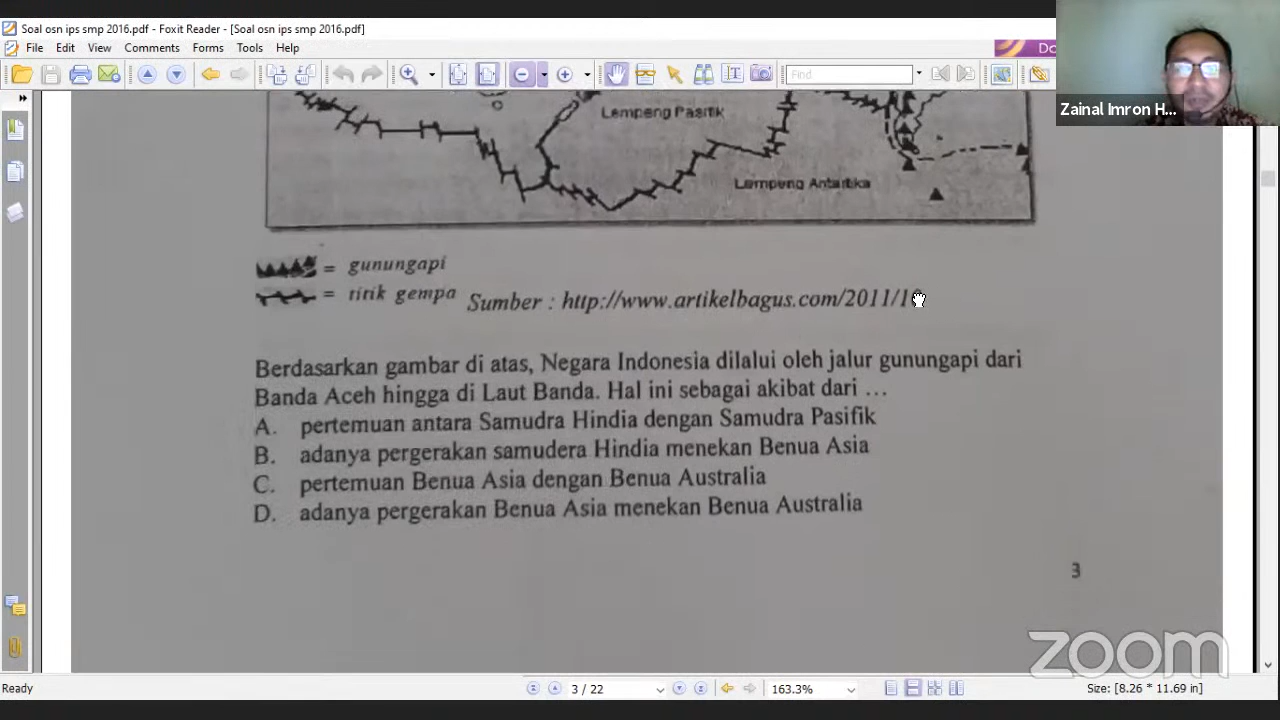 Soal osn ips smp 2016.pdf - Foxit Reader - [Soal osn ips smp 2016.pdf]
File Edit View Comments Forms Tools Help
Do
Find
Zainal Imron H...
Lempeng Pasifik
Lempeng Antartika
= gunungapi
= ririk gempa
Sumber : http://www.artikelbagus.com/2011/1
Berdasarkan gambar di atas, Negara Indonesia dilalui oleh jalur gunungapi dari
Banda Aceh hingga di Laut Banda. Hal ini sebagai akibat dari …
A. pertemuan antara Samudra Hindia dengan Samudra Pasifik
B. adanya pergerakan samudera Hindia menekan Benua Asia
C. pertemuan Benua Asia dengan Benua Australia
D. adanya pergerakan Benua Asia menekan Benua Australia
3
zoom
Ready
3 / 22
163.3%
Size: [8.26 * 11.69 in]